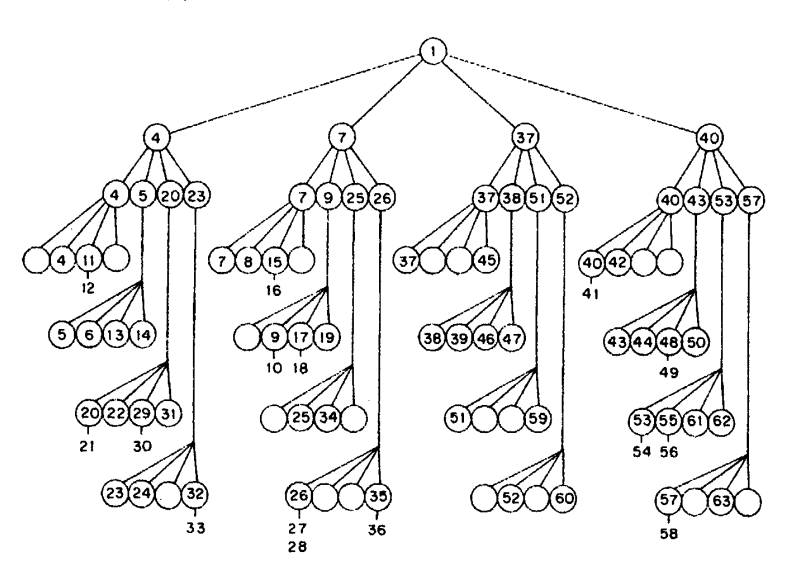 1
4 7 37 40
4 5 20 23 7 9 25 26 37 38 51 52 40 43 53 57
4 11 7 8 15 37 45 40 42
12 16 41
5 6 13 14 9 17 19 38 39 46 47 43 44 48 50
10 18 49
20 22 29 31 25 34 51 59 53 55 61 62
21 30 54 56
23 24 32 26 35 52 60 57 63
33 27 36 58
28